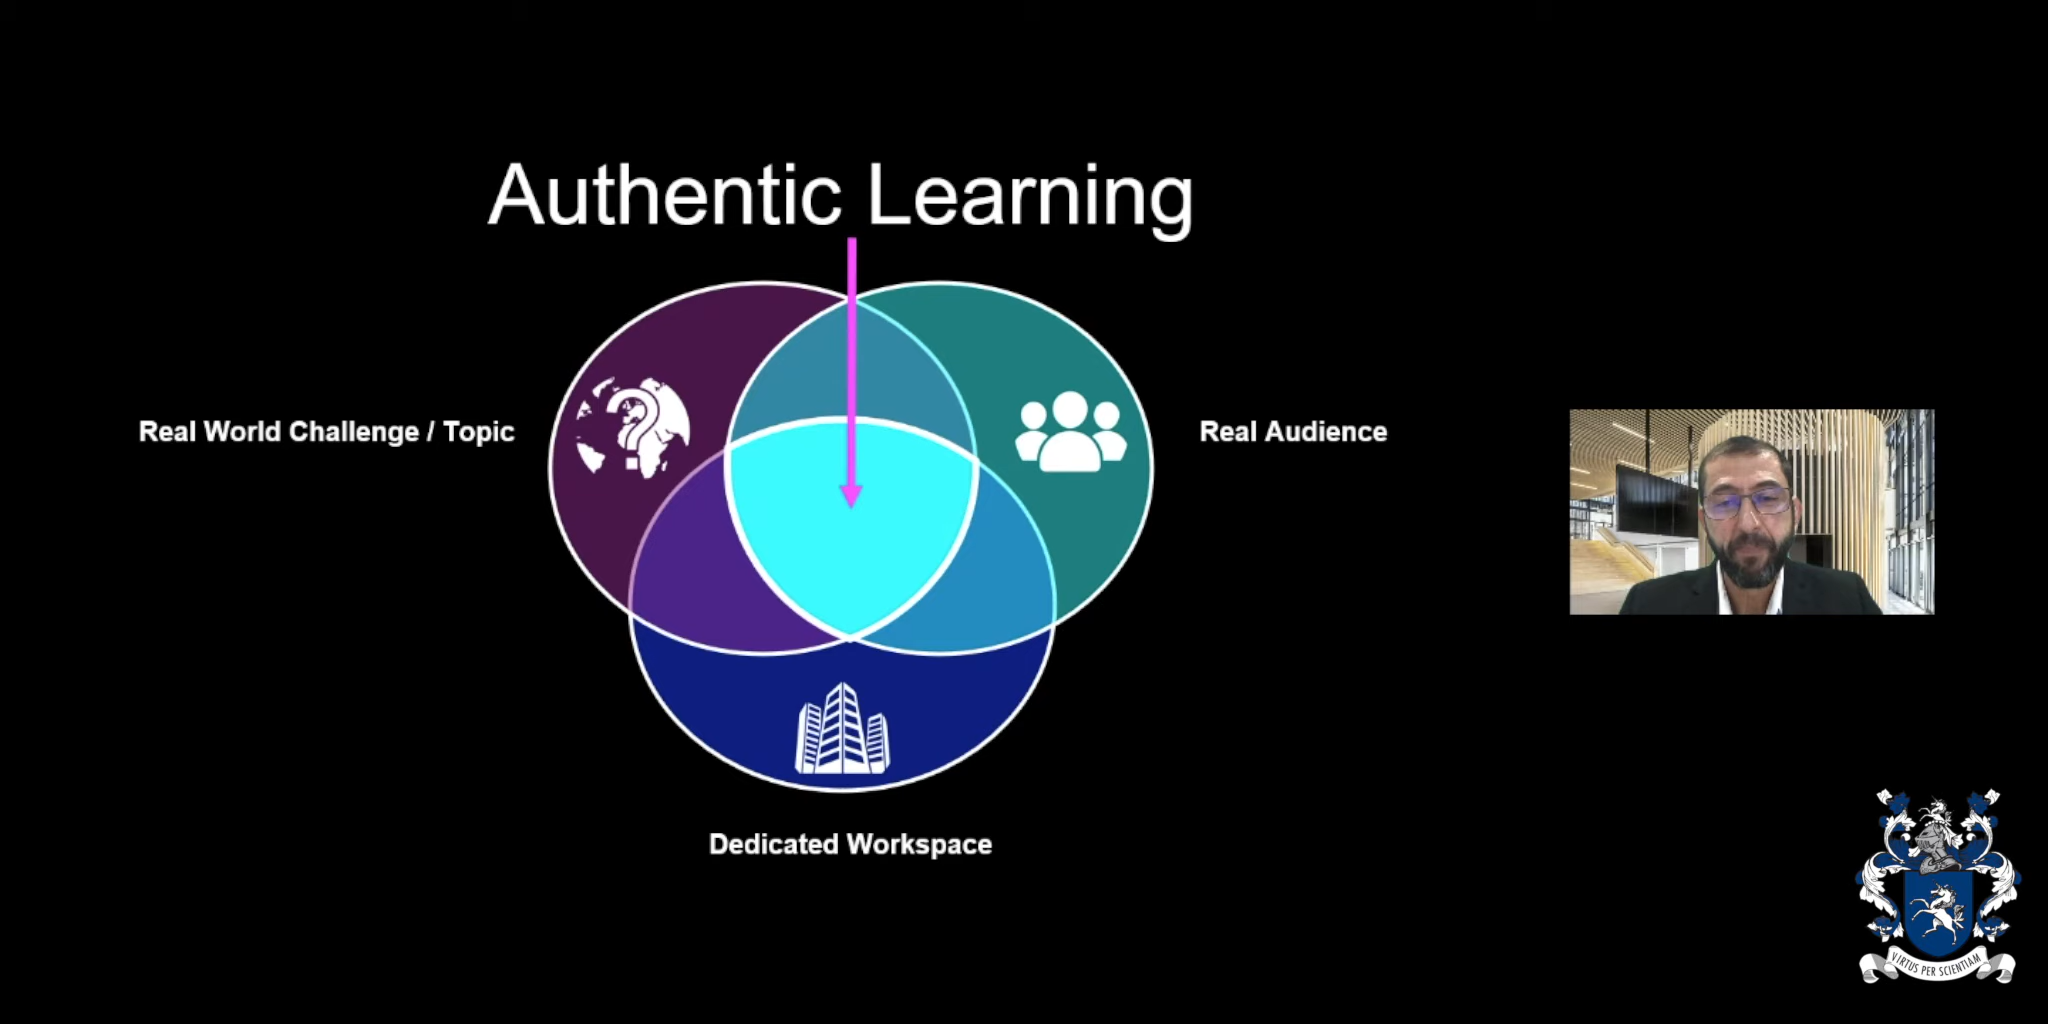 Authentic Learning
Real World Challenge / Topic
Real Audience
Dedicated Workspace
VIRTUS PER SCIENTIAM